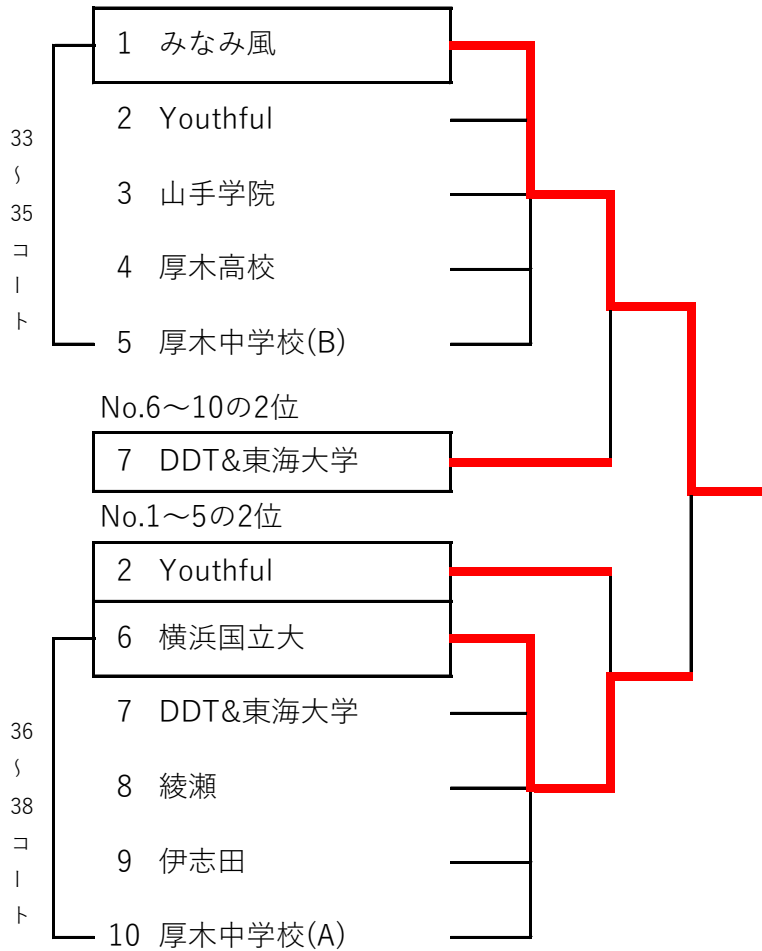 1 みなみ風
2 Youthful
3 山手学院
4 厚木高校
5 厚木中学校(B)
33
〜
35
コ
ー
ト
No.6〜10の2位
7 DDT&東海大学
No.1〜5の2位
2 Youthful
6 横浜国立大
7 DDT&東海大学
8 綾瀬
9 伊志田
10 厚木中学校(A)
36
〜
38
コ
ー
ト